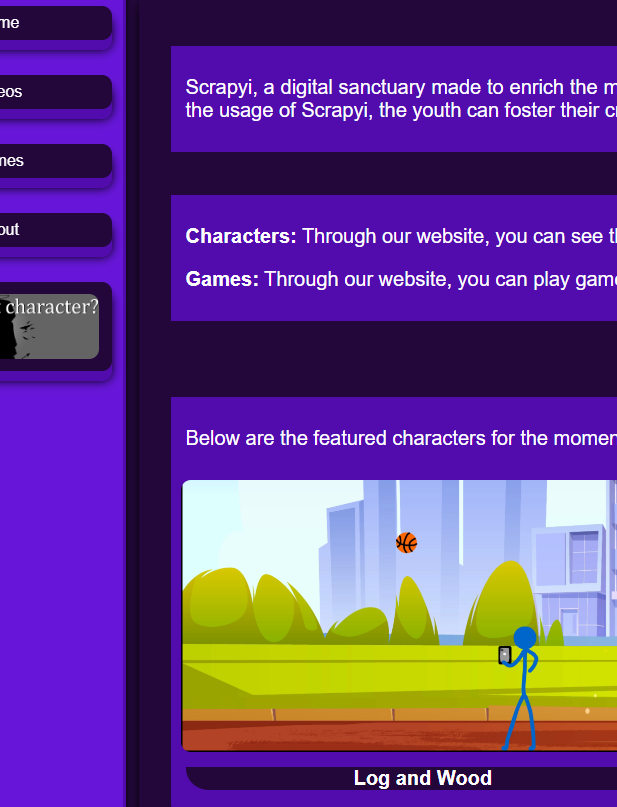 me
eos
mes
out
character?
Scrapyi, a digital sanctuary made to enrich the m
the usage of Scrapyi, the youth can foster their c
Characters: Through our website, you can see t
Games: Through our website, you can play game
Below are the featured characters for the momen
Log and Wood